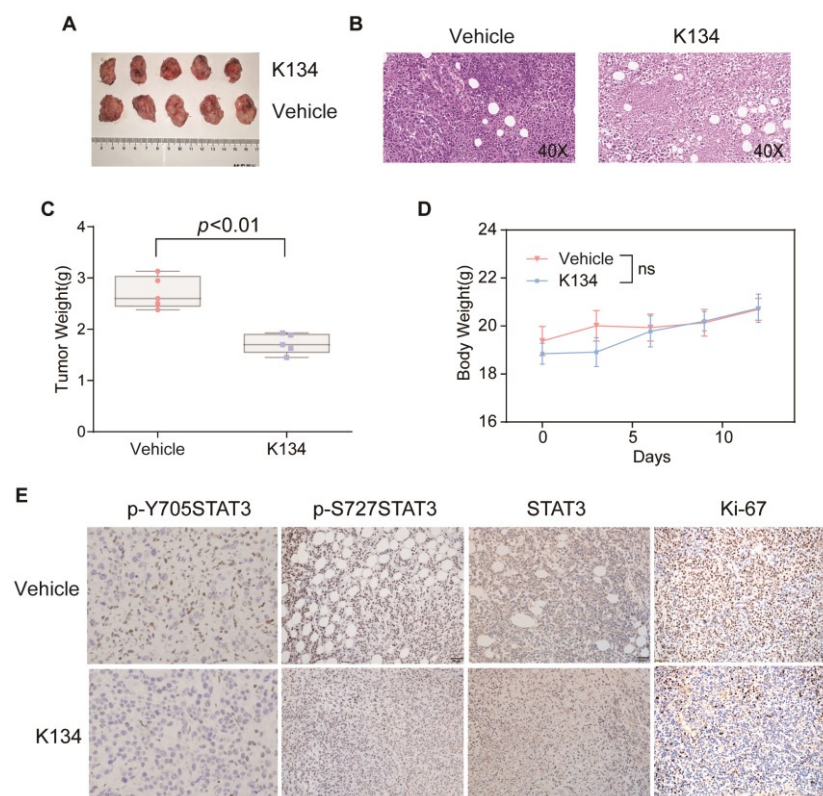 A
K134
Vehicle
B
Vehicle
K134
40X
40X
C
p<0.01
Tumor Weight(g)
4
3
2
1
0
Vehicle
K134
D
Vehicle
K134
ns
Body Weight(g)
24
22
20
18
16
0
5
10
Days
E
p-Y705STAT3
p-S727STAT3
STAT3
Ki-67
Vehicle
K134